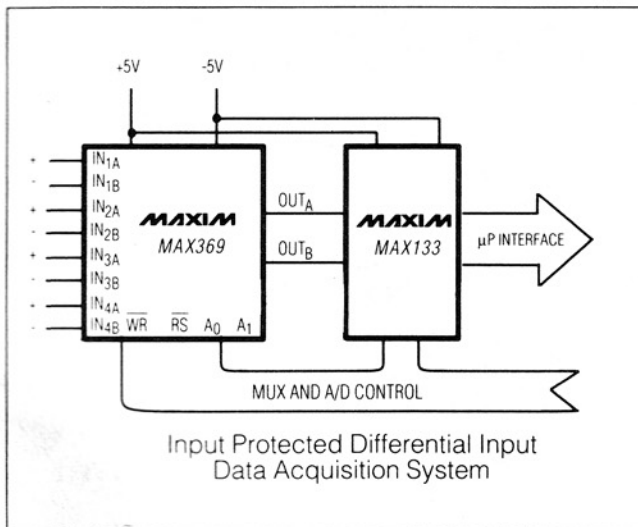 +5V -5V
+ IN1A
- IN1B
+ IN2A
- IN2B
+ IN3A
- IN3B
+ IN4A
- IN4B WR RS A0 A1
MAXIM
MAX369
OUTA
OUTB
MAXIM
MAX133
µP INTERFACE
MUX AND A/D CONTROL
Input Protected Differential Input
Data Acquisition System